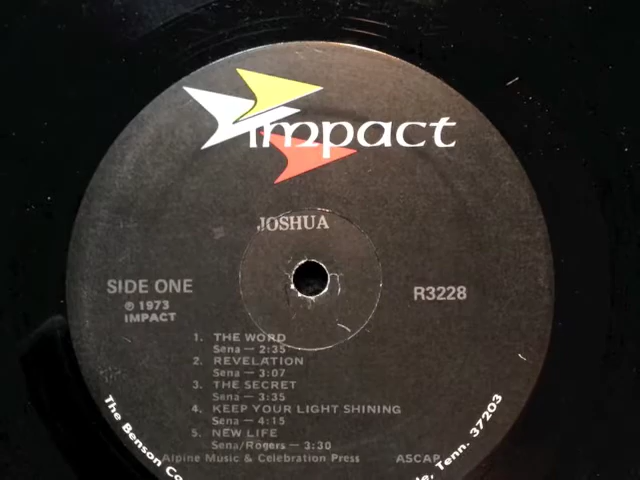 impact
JOSHUA
SIDE ONE
℗ 1973
IMPACT
R3228
1. THE WORD
Sena — 2:35
2. REVELATION
Sena — 3:07
3. THE SECRET
Sena — 3:35
4. KEEP YOUR LIGHT SHINING
Sena — 4:15
5. NEW LIFE
Sena/Rogers — 3:30
Alpine Music & Celebration Press ASCAP
The Benson Co
le, Tenn. 37203